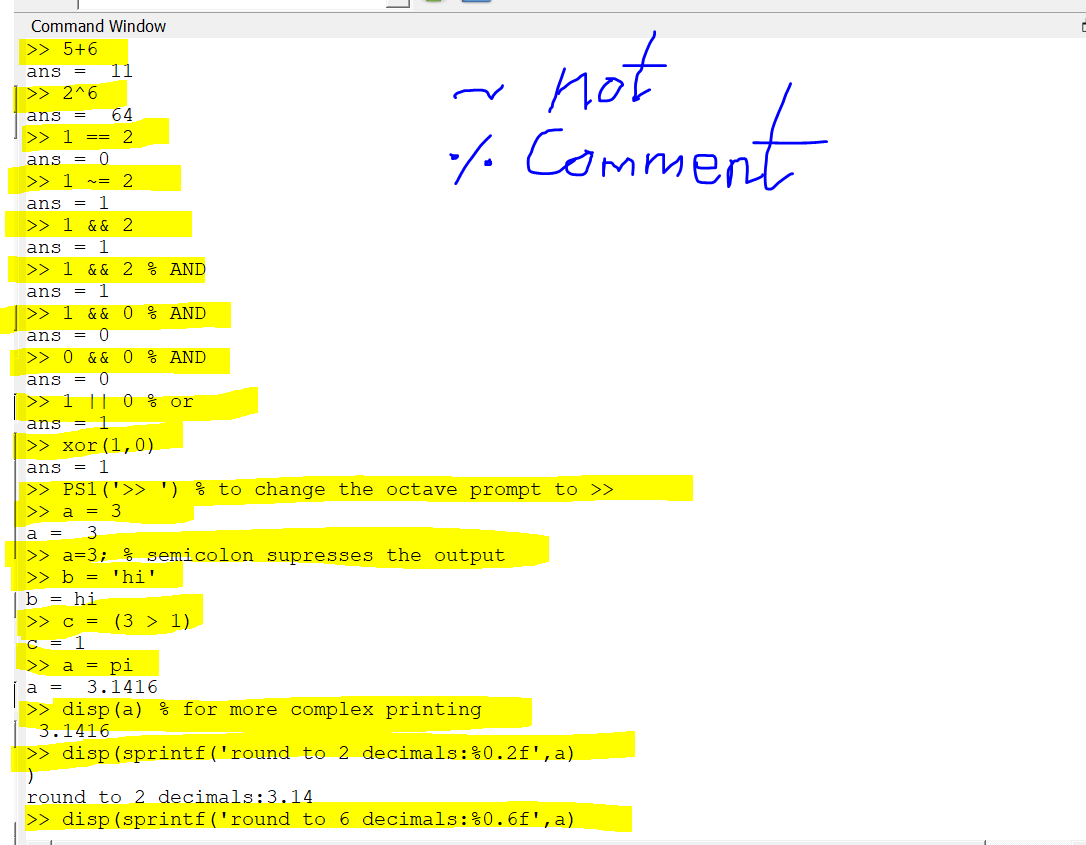 Command Window
>> 5+6
ans =  11
>> 2^6
ans =  64
>> 1 == 2
ans = 0
>> 1 ~= 2
ans = 1
>> 1 && 2
ans = 1
>> 1 && 2 % AND
ans = 1
>> 1 && 0 % AND
ans = 0
>> 0 && 0 % AND
ans = 0
>> 1 || 0 % or
ans = 1
>> xor(1,0)
ans = 1
>> PS1('>> ') % to change the octave prompt to >>
>> a = 3
a =  3
>> a=3; % semicolon supresses the output
>> b = 'hi'
b = hi
>> c = (3 > 1)
c = 1
>> a = pi
a =  3.1416
>> disp(a) % for more complex printing
 3.1416
>> disp(sprintf('round to 2 decimals:%0.2f',a)
)
round to 2 decimals:3.14
>> disp(sprintf('round to 6 decimals:%0.6f',a)
~ not
% Comment